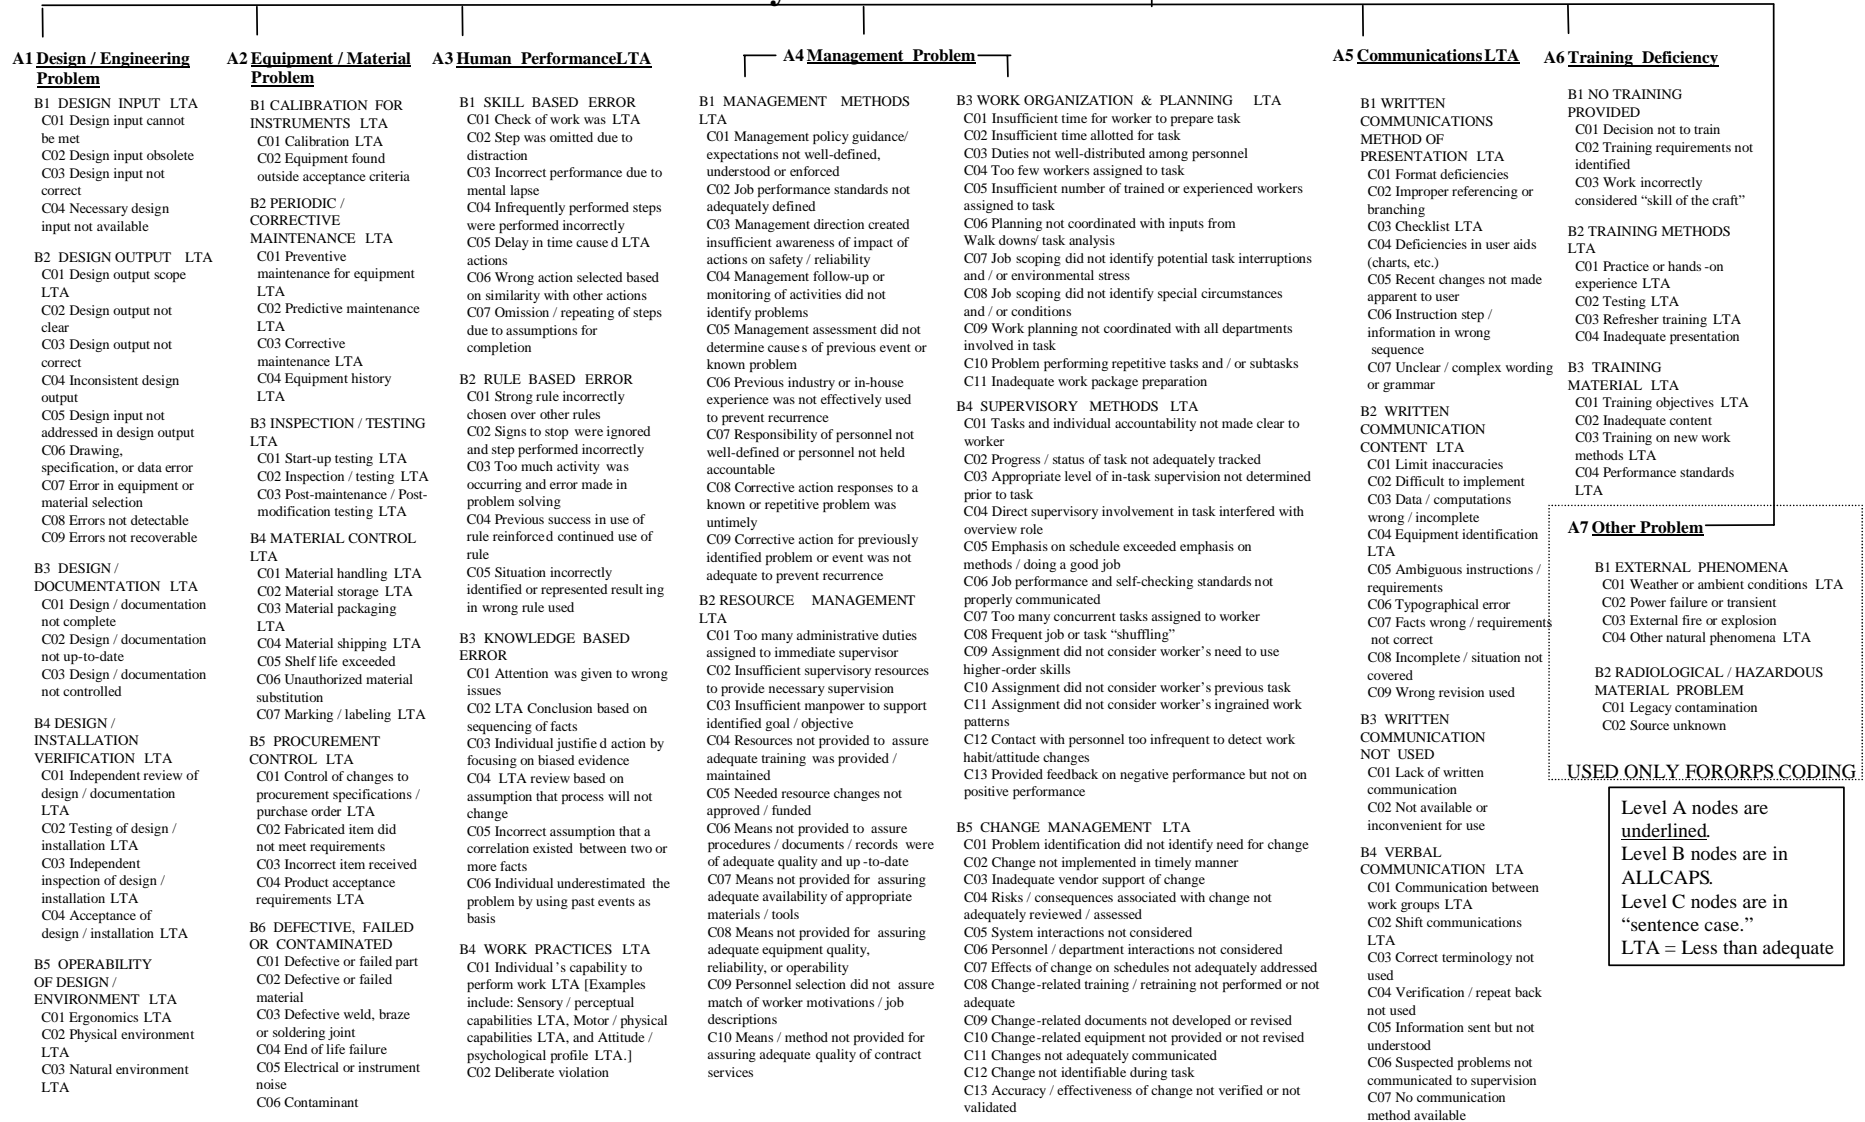 A1 Design / Engineering
Problem
B1 DESIGN INPUT LTA
C01 Design input cannot
be met
C02 Design input obsolete
C03 Design input not
correct
C04 Necessary design
input not available
B2 DESIGN OUTPUT LTA
C01 Design output scope
LTA
C02 Design output not
clear
C03 Design output not
correct
C04 Inconsistent design
output
C05 Design input not
addressed in design output
C06 Drawing,
specification, or data error
C07 Error in equipment or
material selection
C08 Errors not detectable
C09 Errors not recoverable
B3 DESIGN /
DOCUMENTATION LTA
C01 Design / documentation
not complete
C02 Design / documentation
not up-to-date
C03 Design / documentation
not controlled
B4 DESIGN /
INSTALLATION
VERIFICATION LTA
C01 Independent review of
design / documentation
LTA
C02 Testing of design /
installation LTA
C03 Independent
inspection of design /
installation LTA
C04 Acceptance of
design / installation LTA
B5 OPERABILITY
OF DESIGN /
ENVIRONMENT LTA
C01 Ergonomics LTA
C02 Physical environment
LTA
C03 Natural environment
LTA
A2 Equipment / Material
Problem
B1 CALIBRATION FOR
INSTRUMENTS LTA
C01 Calibration LTA
C02 Equipment found
outside acceptance criteria
B2 PERIODIC /
CORRECTIVE
MAINTENANCE LTA
C01 Preventive
maintenance for equipment
LTA
C02 Predictive maintenance
LTA
C03 Corrective
maintenance LTA
C04 Equipment history
LTA
B3 INSPECTION / TESTING
LTA
C01 Start-up testing LTA
C02 Inspection / testing LTA
C03 Post-maintenance / Post-
modification testing LTA
B4 MATERIAL CONTROL
LTA
C01 Material handling LTA
C02 Material storage LTA
C03 Material packaging
LTA
C04 Material shipping LTA
C05 Shelf life exceeded
C06 Unauthorized material
substitution
C07 Marking / labeling LTA
B5 PROCUREMENT
CONTROL LTA
C01 Control of changes to
procurement specifications /
purchase order LTA
C02 Fabricated item did
not meet requirements
C03 Incorrect item received
C04 Product acceptance
requirements LTA
B6 DEFECTIVE, FAILED
OR CONTAMINATED
C01 Defective or failed part
C02 Defective or failed
material
C03 Defective weld, braze
or soldering joint
C04 End of life failure
C05 Electrical or instrument
noise
C06 Contaminant
A3 Human PerformanceLTA
B1 SKILL BASED ERROR
C01 Check of work was LTA
C02 Step was omitted due to
distraction
C03 Incorrect performance due to
mental lapse
C04 Infrequently performed steps
were performed incorrectly
C05 Delay in time cause d LTA
actions
C06 Wrong action selected based
on similarity with other actions
C07 Omission / repeating of steps
due to assumptions for
completion
B2 RULE BASED ERROR
C01 Strong rule incorrectly
chosen over other rules
C02 Signs to stop were ignored
and step performed incorrectly
C03 Too much activity was
occurring and error made in
problem solving
C04 Previous success in use of
rule reinforce d continued use of
rule
C05 Situation incorrectly
identified or represented result ing
in wrong rule used
B3 KNOWLEDGE BASED
ERROR
C01 Attention was given to wrong
issues
C02 LTA Conclusion based on
sequencing of facts
C03 Individual justifie d action by
focusing on biased evidence
C04 LTA review based on
assumption that process will not
change
C05 Incorrect assumption that a
correlation existed between two or
more facts
C06 Individual underestimated the
problem by using past events as
basis
B4 WORK PRACTICES LTA
C01 Individual's capability to
perform work LTA [Examples
include: Sensory / perceptual
capabilities LTA, Motor / physical
capabilities LTA, and Attitude /
psychological profile LTA.]
C02 Deliberate violation
A4 Management Problem
B1 MANAGEMENT METHODS
LTA
C01 Management policy guidance/
expectations not well-defined,
understood or enforced
C02 Job performance standards not
adequately defined
C03 Management direction created
insufficient awareness of impact of
actions on safety / reliability
C04 Management follow-up or
monitoring of activities did not
identify problems
C05 Management assessment did not
determine cause s of previous event or
known problem
C06 Previous industry or in-house
experience was not effectively used
to prevent recurrence
C07 Responsibility of personnel not
well-defined or personnel not held
accountable
C08 Corrective action responses to a
known or repetitive problem was
untimely
C09 Corrective action for previously
identified problem or event was not
adequate to prevent recurrence
B2 RESOURCE MANAGEMENT
LTA
C01 Too many administrative duties
assigned to immediate supervisor
C02 Insufficient supervisory resources
to provide necessary supervision
C03 Insufficient manpower to support
identified goal / objective
C04 Resources not provided to assure
adequate training was provided /
maintained
C05 Needed resource changes not
approved / funded
C06 Means not provided to assure
procedures / documents / records were
of adequate quality and up -to-date
C07 Means not provided for assuring
adequate availability of appropriate
materials / tools
C08 Means not provided for assuring
adequate equipment quality,
reliability, or operability
C09 Personnel selection did not assure
match of worker motivations / job
descriptions
C10 Means / method not provided for
assuring adequate quality of contract
services
B3 WORK ORGANIZATION & PLANNING LTA
C01 Insufficient time for worker to prepare task
C02 Insufficient time allotted for task
C03 Duties not well-distributed among personnel
C04 Too few workers assigned to task
C05 Insufficient number of trained or experienced workers
assigned to task
C06 Planning not coordinated with inputs from
Walk downs/ task analysis
C07 Job scoping did not identify potential task interruptions
and / or environmental stress
C08 Job scoping did not identify special circumstances
and / or conditions
C09 Work planning not coordinated with all departments
involved in task
C10 Problem performing repetitive tasks and / or subtasks
C11 Inadequate work package preparation
B4 SUPERVISORY METHODS LTA
C01 Tasks and individual accountability not made clear to
worker
C02 Progress / status of task not adequately tracked
C03 Appropriate level of in-task supervision not determined
prior to task
C04 Direct supervisory involvement in task interfered with
overview role
C05 Emphasis on schedule exceeded emphasis on
methods / doing a good job
C06 Job performance and self-checking standards not
properly communicated
C07 Too many concurrent tasks assigned to worker
C08 Frequent job or task “shuffling”
C09 Assignment did not consider worker's need to use
higher-order skills
C10 Assignment did not consider worker's previous task
C11 Assignment did not consider worker's ingrained work
patterns
C12 Contact with personnel too infrequent to detect work
habit/attitude changes
C13 Provided feedback on negative performance but not on
positive performance
B5 CHANGE MANAGEMENT LTA
C01 Problem identification did not identify need for change
C02 Change not implemented in timely manner
C03 Inadequate vendor support of change
C04 Risks / consequences associated with change not
adequately reviewed / assessed
C05 System interactions not considered
C06 Personnel / department interactions not considered
C07 Effects of change on schedules not adequately addressed
C08 Change-related training / retraining not performed or not
adequate
C09 Change-related documents not developed or revised
C10 Change-related equipment not provided or not revised
C11 Changes not adequately communicated
C12 Change not identifiable during task
C13 Accuracy / effectiveness of change not verified or not
validated
A5 Communications LTA
B1 WRITTEN
COMMUNICATIONS
METHOD OF
PRESENTATION LTA
C01 Format deficiencies
C02 Improper referencing or
branching
C03 Checklist LTA
C04 Deficiencies in user aids
(charts, etc.)
C05 Recent changes not made
apparent to user
C06 Instruction step /
information in wrong
sequence
C07 Unclear / complex wording
or grammar
B2 WRITTEN
COMMUNICATION
CONTENT LTA
C01 Limit inaccuracies
C02 Difficult to implement
C03 Data / computations
wrong / incomplete
C04 Equipment identification
LTA
C05 Ambiguous instructions /
requirements
C06 Typographical error
C07 Facts wrong / requirements
not correct
C08 Incomplete / situation not
covered
C09 Wrong revision used
B3 WRITTEN
COMMUNICATION
NOT USED
C01 Lack of written
communication
C02 Not available or
inconvenient for use
B4 VERBAL
COMMUNICATION LTA
C01 Communication between
work groups LTA
C02 Shift communications
LTA
C03 Correct terminology not
used
C04 Verification / repeat back
not used
C05 Information sent but not
understood
C06 Suspected problems not
communicated to supervision
C07 No communication
method available
A6 Training Deficiency
B1 NO TRAINING
PROVIDED
C01 Decision not to train
C02 Training requirements not
identified
C03 Work incorrectly
considered “skill of the craft”
B2 TRAINING METHODS
LTA
C01 Practice or hands -on
experience LTA
C02 Testing LTA
C03 Refresher training LTA
C04 Inadequate presentation
B3 TRAINING
MATERIAL LTA
C01 Training objectives LTA
C02 Inadequate content
C03 Training on new work
methods LTA
C04 Performance standards
LTA
A7 Other Problem
B1 EXTERNAL PHENOMENA
C01 Weather or ambient conditions LTA
C02 Power failure or transient
C03 External fire or explosion
C04 Other natural phenomena LTA
B2 RADIOLOGICAL / HAZARDOUS
MATERIAL PROBLEM
C01 Legacy contamination
C02 Source unknown
USED ONLY FORORPS CODING
Level A nodes are
underlined.
Level B nodes are in
ALLCAPS.
Level C nodes are in
“sentence case.”
LTA = Less than adequate